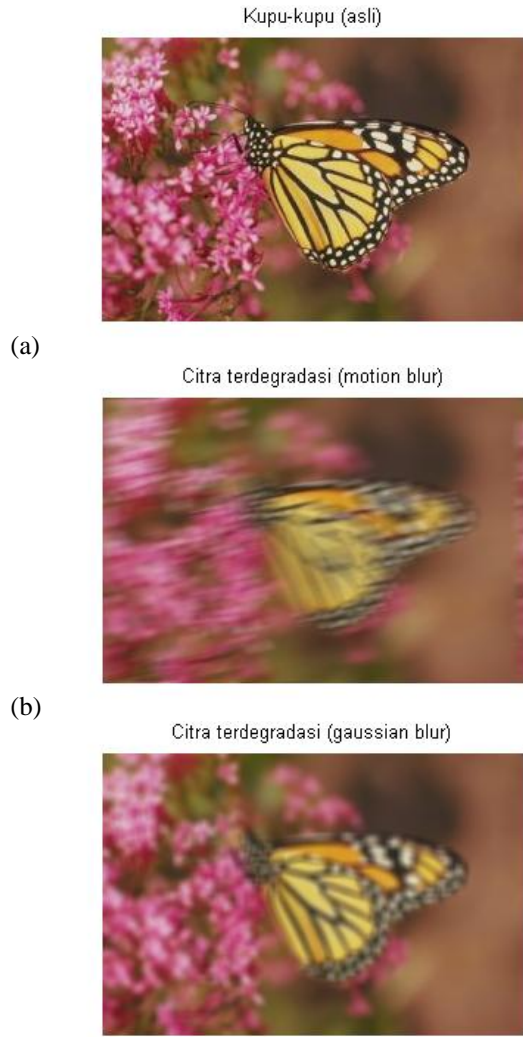 Kupu-kupu (asli)
(a)
Citra terdegradasi (motion blur)
(b)
Citra terdegradasi (gaussian blur)